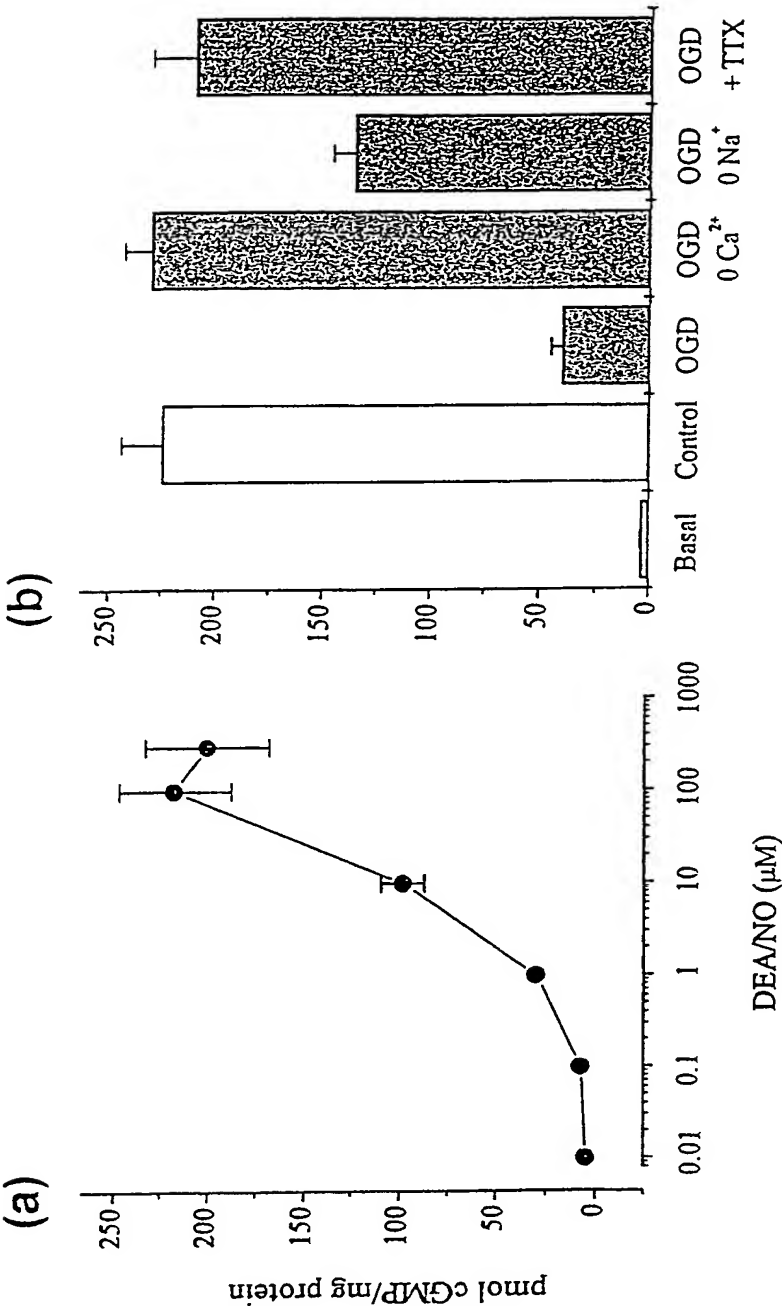 (a)
pmol cGMP/mg protein
250
200
150
100
50
0
0.01
0.1
1
10
100
1000
DEA/NO (µM)
(b)
250
200
150
100
50
0
Basal
Control
OGD
OGD
0 Ca²⁺
OGD
0 Na⁺
OGD
+ TTX